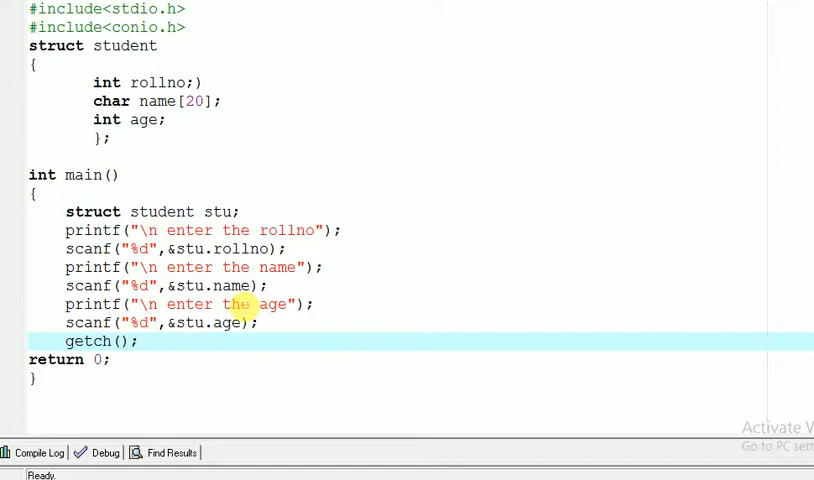 #include<stdio.h>
#include<conio.h>
struct student
{
int rollno;)
char name[20];
int age;
};
int main()
{
struct student stu;
printf("\n enter the rollno");
scanf("%d",&stu.rollno);
printf("\n enter the name");
scanf("%d",&stu.name);
printf("\n enter the age");
scanf("%d",&stu.age);
getch();
return 0;
}
Activate W
Go to PC sett
Compile Log
Debug
Find Results
Ready.